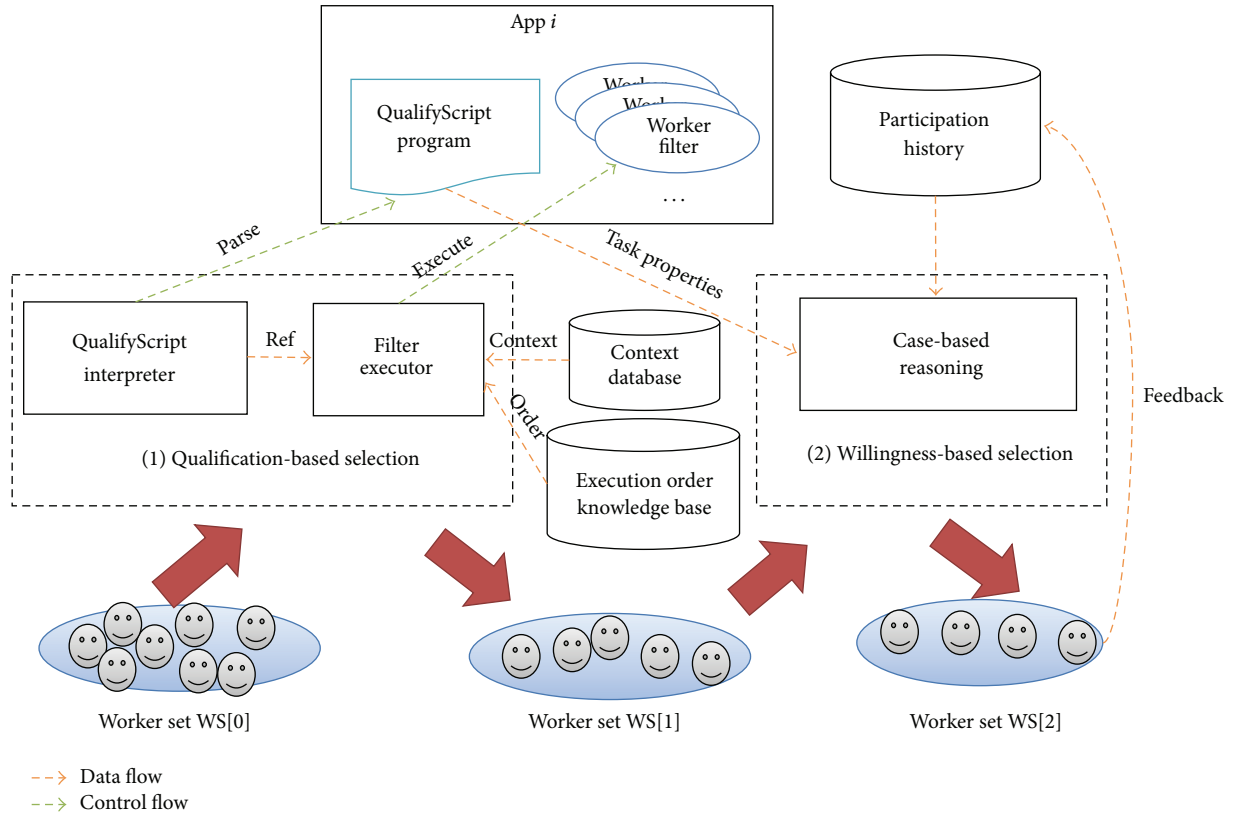 App i
QualifyScript
program
Work
Work
Worker
filter
...
Participation
history
Parse
Execute
Task properties
QualifyScript
interpreter
Ref
Filter
executor
Context
Order
Context
database
Execution order
knowledge base
Case-based
reasoning
Feedback
(1) Qualification-based selection
(2) Willingness-based selection
Worker set WS[0]
Worker set WS[1]
Worker set WS[2]
Data flow
Control flow